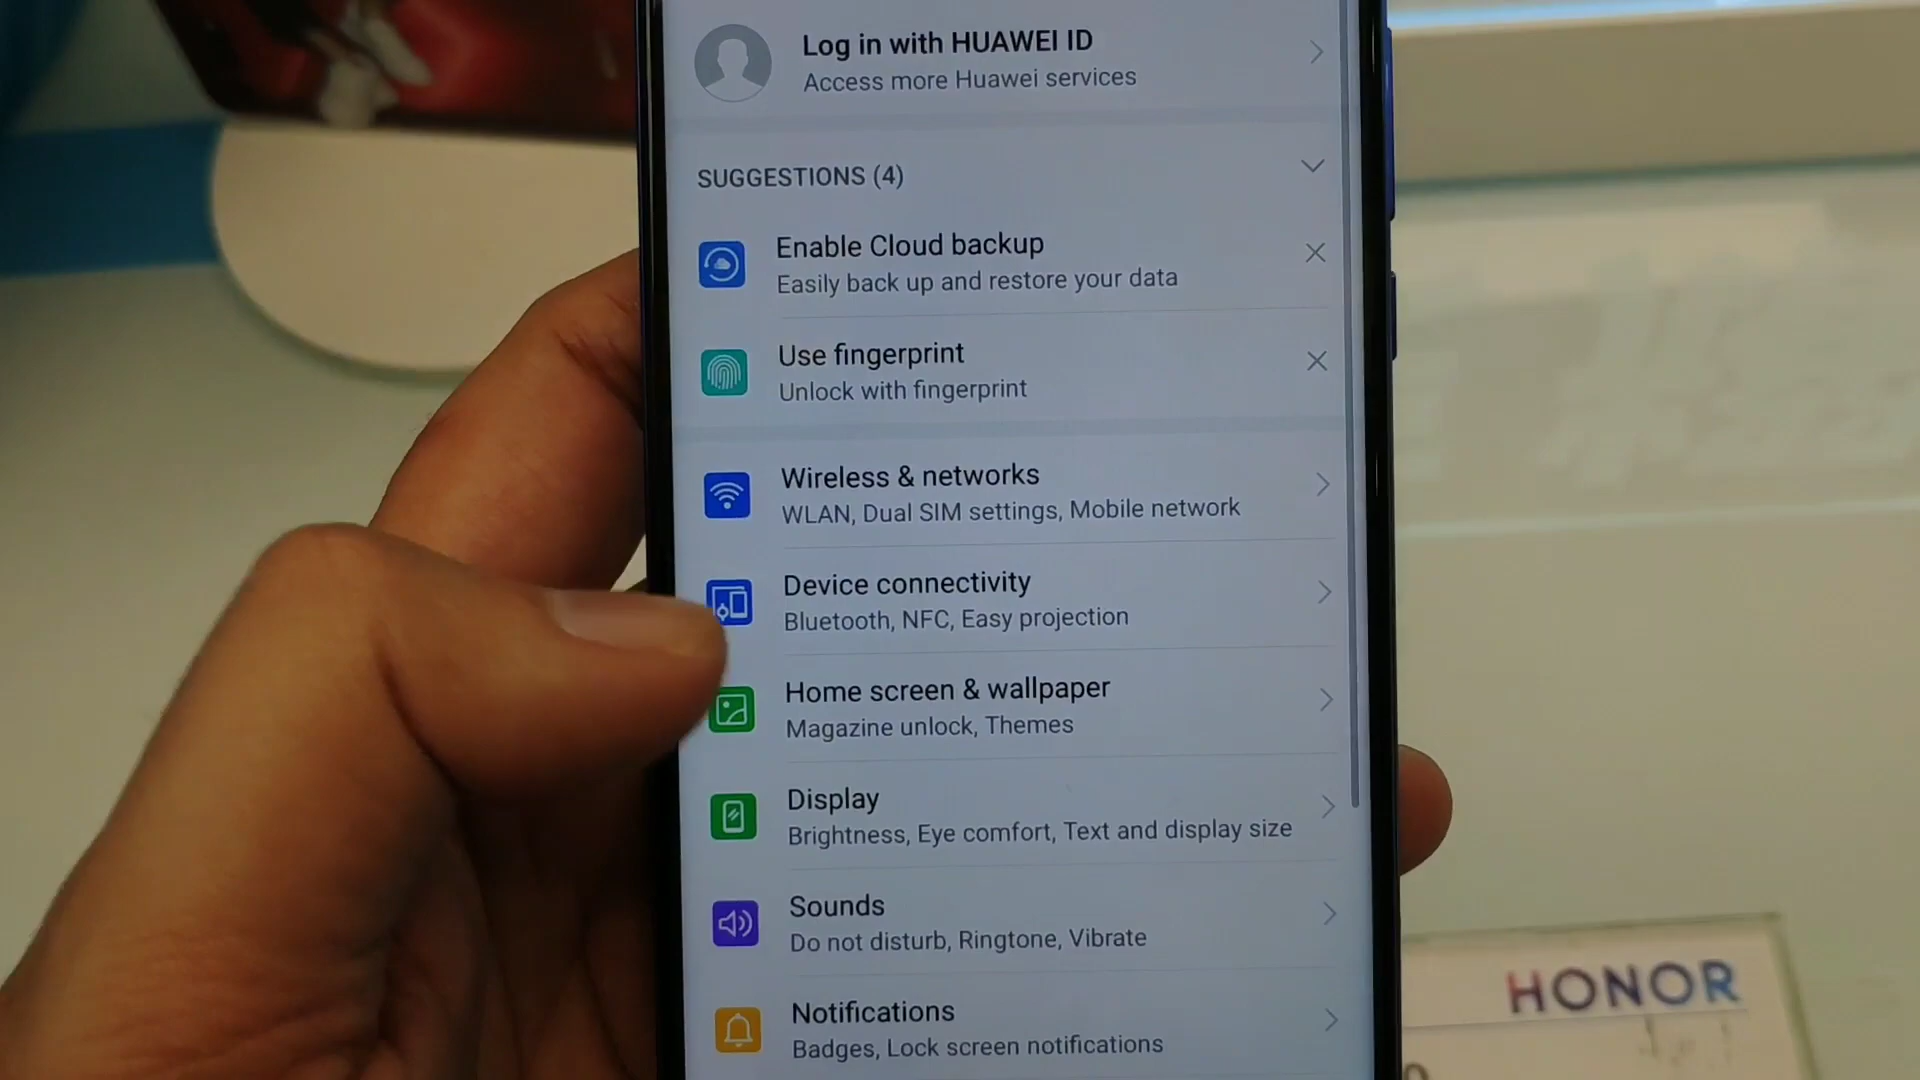 Log in with HUAWEI ID
Access more Huawei services
SUGGESTIONS (4)
Enable Cloud backup
Easily back up and restore your data
Use fingerprint
Unlock with fingerprint
Wireless & networks
WLAN, Dual SIM settings, Mobile network
Device connectivity
Bluetooth, NFC, Easy projection
Home screen & wallpaper
Magazine unlock, Themes
Display
Brightness, Eye comfort, Text and display size
Sounds
Do not disturb, Ringtone, Vibrate
Notifications
Badges, Lock screen notifications
HONOR